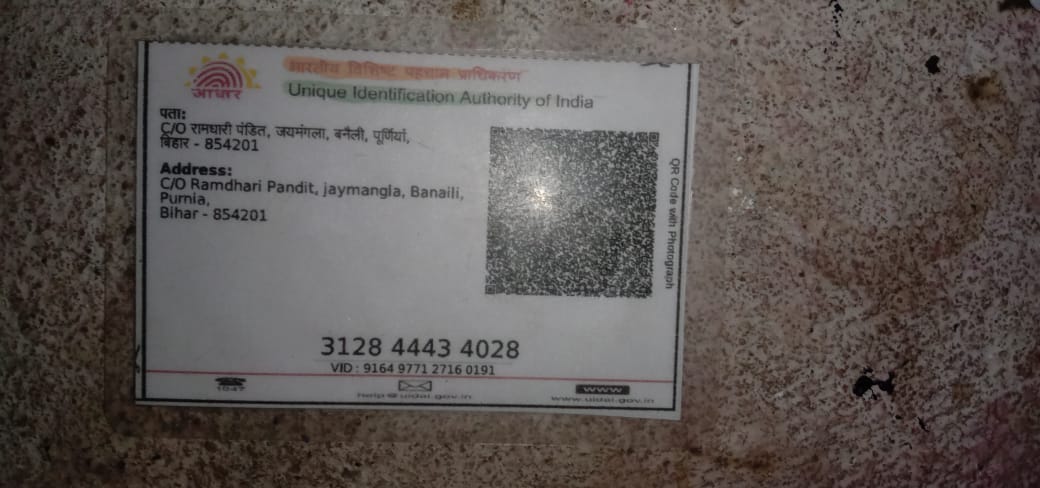 आधार
भारतीय विशिष्ट पहचान प्राधिकरण
Unique Identification Authority of India
पता:
C/O रामधारी पंडित, जयमंगला, बनैली, पूर्णियां,
बिहार - 854201
Address:
C/O Ramdhari Pandit, jaymangla, Banaili,
Purnia,
Bihar - 854201
QR Code with Photograph
3128 4443 4028
VID : 9164 9771 2716 0191
1947
help@uidai.gov.in
www
www.uidai.gov.in